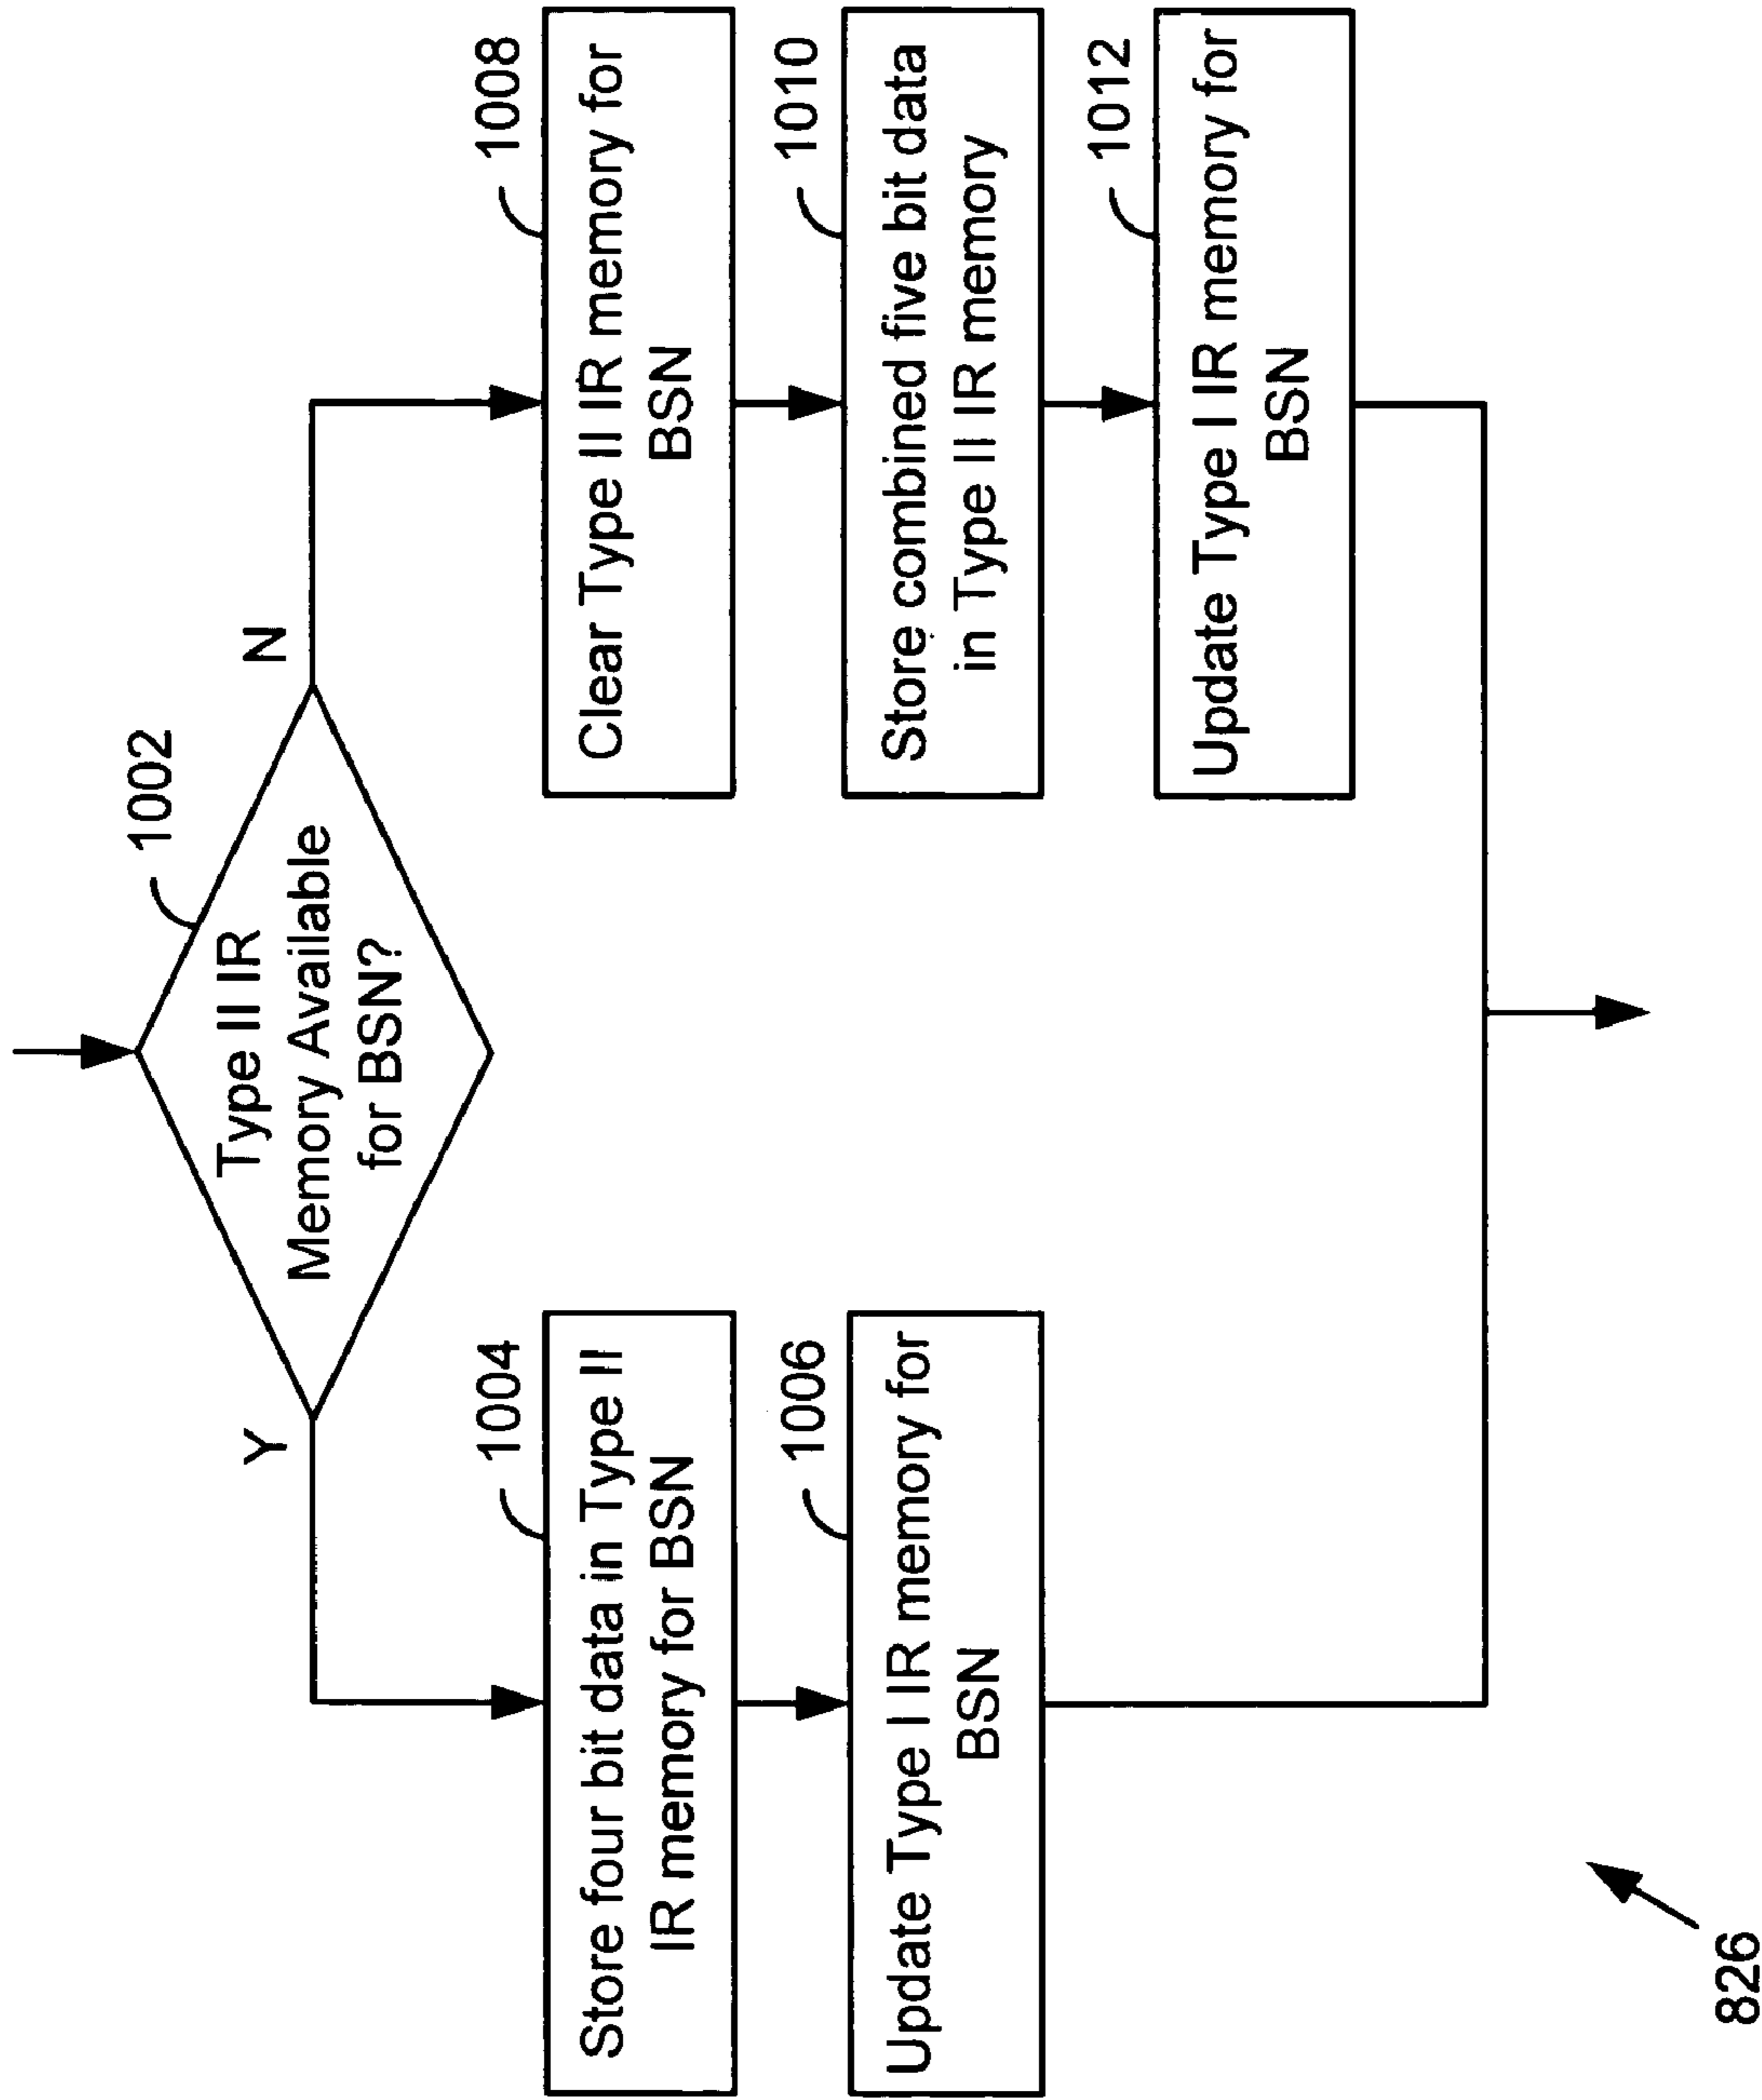 1002
Type II IR
Memory Available
for BSN?
Y
N
1004
Store four bit data in Type II
IR memory for BSN
1006
Update Type I IR memory for
BSN
1008
Clear Type II IR memory for
BSN
1010
Store combined five bit data
in Type II IR memory
1012
Update Type I IR memory for
BSN
826